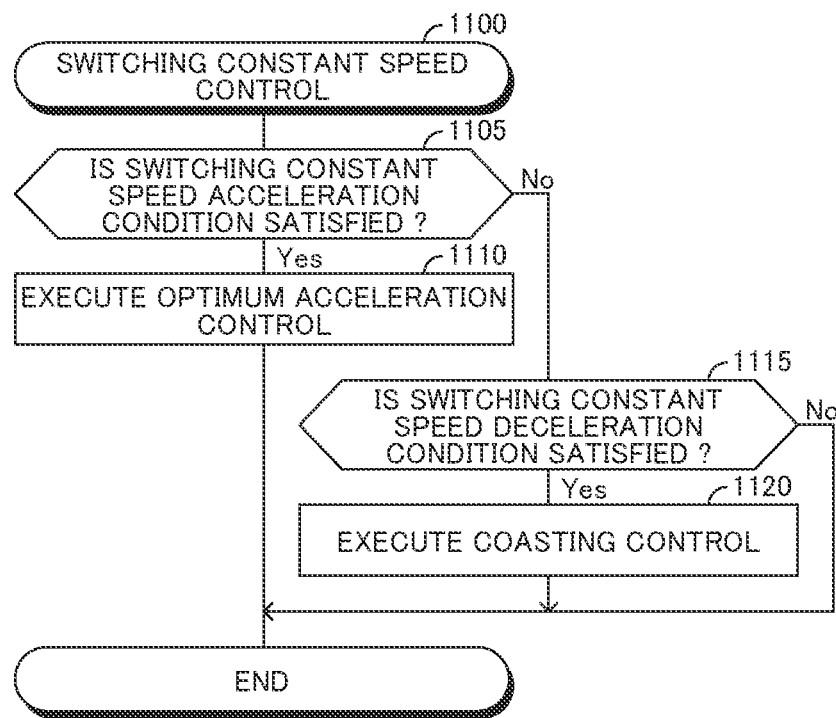 1100
SWITCHING CONSTANT SPEED
CONTROL
1105
IS SWITCHING CONSTANT
SPEED ACCELERATION
CONDITION SATISFIED ?
No
Yes
1110
EXECUTE OPTIMUM ACCELERATION
CONTROL
1115
IS SWITCHING CONSTANT
SPEED DECELERATION
CONDITION SATISFIED ?
No
Yes
1120
EXECUTE COASTING CONTROL
END